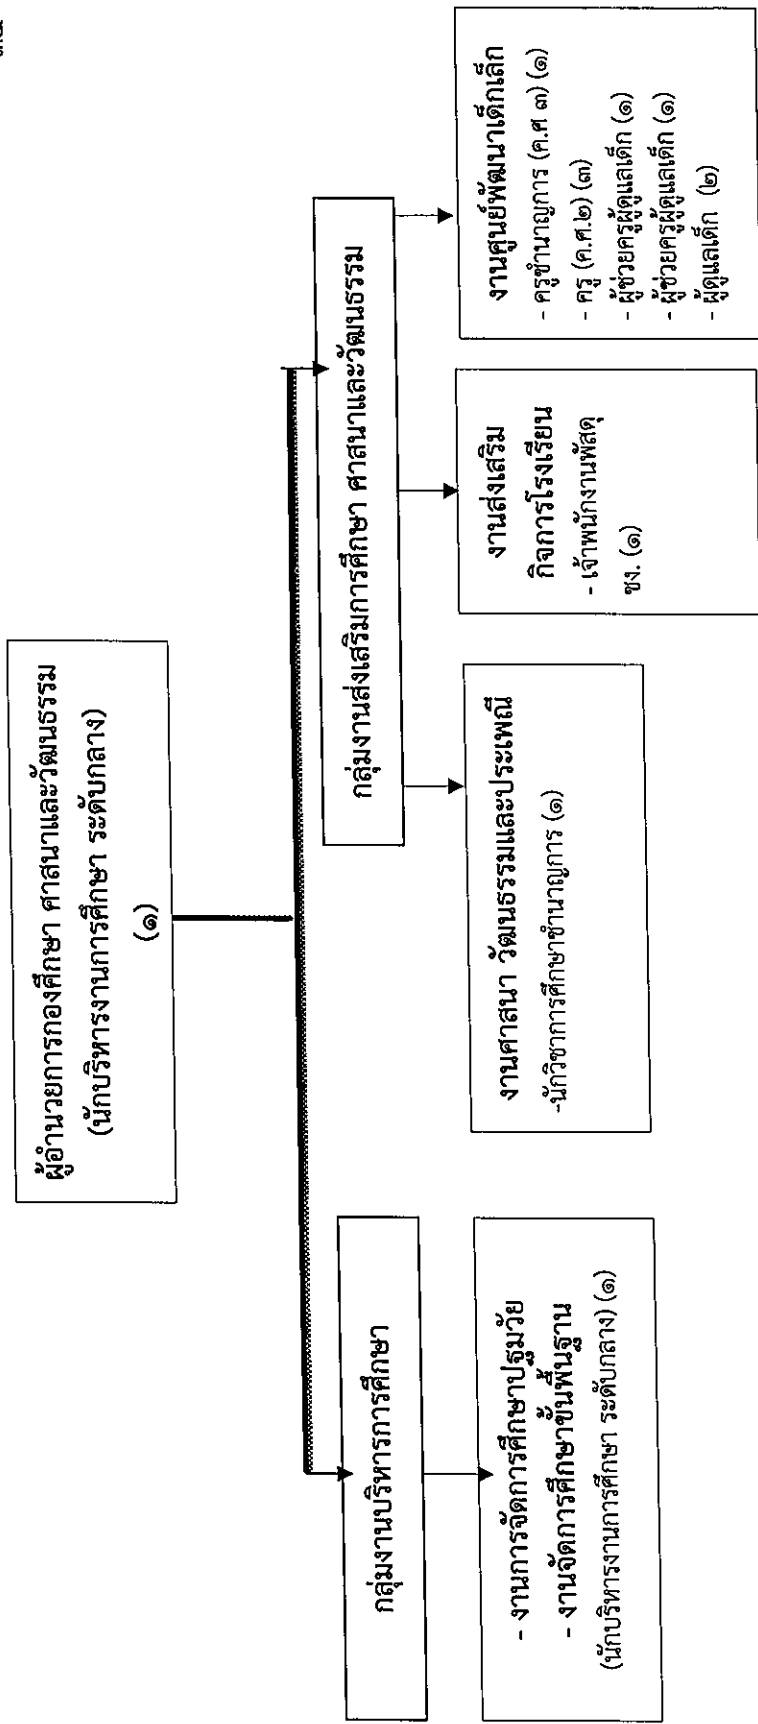 ผู้อำนวยการกองศึกษา ศาสนาและวัฒนธรรม
(นักบริหารงานการศึกษา ระดับกลาง)
(๑)
กลุ่มงานบริหารการศึกษา
- งานการจัดการศึกษาปฐมวัย
- งานจัดการศึกษาขั้นพื้นฐาน
(นักบริหารงานการศึกษา ระดับกลาง) (๑)
กลุ่มงานส่งเสริมการศึกษา ศาสนาและวัฒนธรรม
งานศาสนา วัฒนธรรมและประเพณี
-นักวิชาการศึกษาชำนาญการ (๑)
งานส่งเสริม
กิจการโรงเรียน
- เจ้าพนักงานพัสดุ
ชง. (๑)
งานศูนย์พัฒนาเด็กเล็ก
- ครูชำนาญการ (ค.ศ ๓) (๑)
- ครู (ค.ศ.๒) (๓)
- ผู้ช่วยครูผู้ดูแลเด็ก (๑)
- ผู้ช่วยครูผู้ดูแลเด็ก (๑)
- ผู้ดูแลเด็ก (๒)